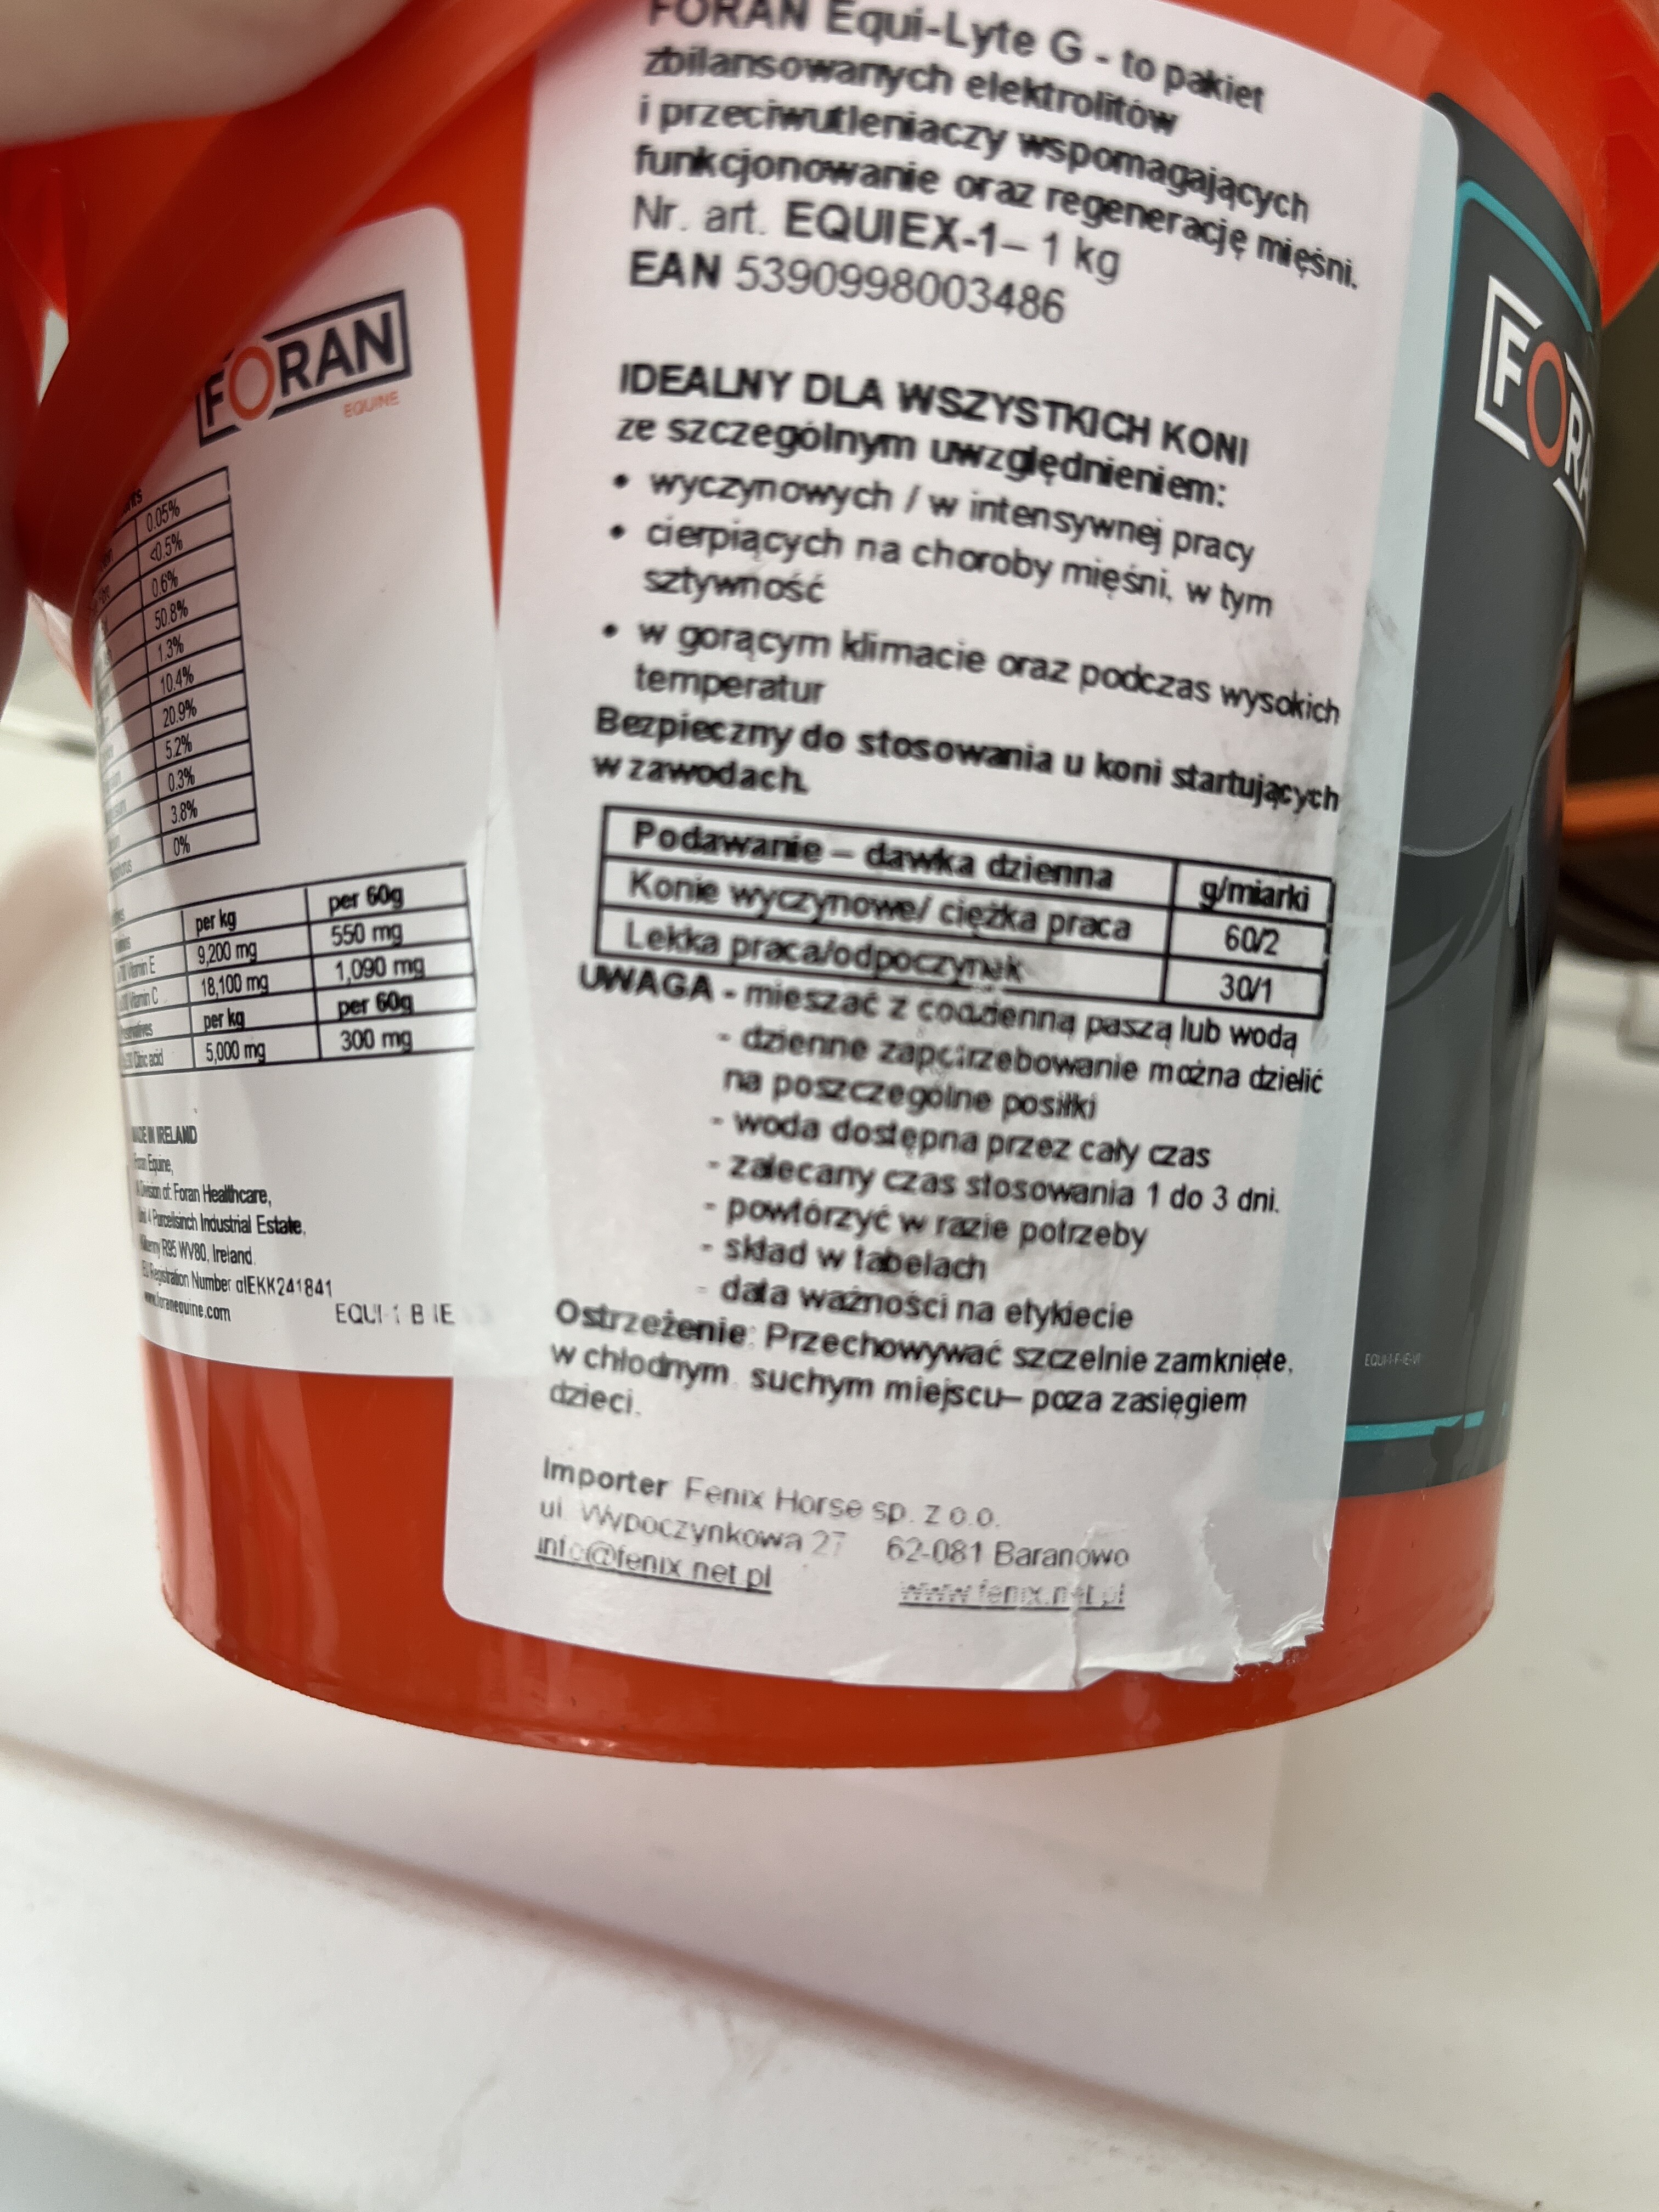 FORAN
EQUINE
0.05%
<0.5%
0.6%
50.8%
1.3%
10.4%
20.9%
5.2%
0.3%
3.8%
0%
per kg per 60g
Vitamin E 9,200 mg 550 mg
Vitamin C 18,100 mg 1,090 mg
per kg per 60g
Citric acid 5,000 mg 300 mg
IN IRELAND
Equine,
of: Foran Healthcare,
Purcellsinch Industrial Estate,
R95 WV80, Ireland.
Registration Number αIEKK241841
www.foranequine.com
EQUI-1 B IE
FORAN Equi-Lyte G - to pakiet
zbilansowanych elektrolitów
i przeciwutleniaczy wspomagających
funkcjonowanie oraz regenerację mięśni.
Nr. art. EQUIEX-1– 1 kg
EAN 5390998003486
IDEALNY DLA WSZYSTKICH KONI
ze szczególnym uwzględnieniem:
• wyczynowych / w intensywnej pracy
• cierpiących na choroby mięśni, w tym
sztywność
• w gorącym klimacie oraz podczas wysokich
temperatur
Bezpieczny do stosowania u koni startujących
w zawodach.
Podawanie – dawka dzienna g/miarki
Konie wyczynowe/ ciężka praca 60/2
Lekka praca/odpoczynek 30/1
UWAGA - mieszać z codzienną paszą lub wodą
- dzienne zapotrzebowanie można dzielić
na poszczególne posiłki
- woda dostępna przez cały czas
- zalecany czas stosowania 1 do 3 dni.
- powtórzyć w razie potrzeby
- skład w tabelach
- data ważności na etykiecie
Ostrzeżenie: Przechowywać szczelnie zamknięte,
w chłodnym, suchym miejscu– poza zasięgiem
dzieci.
Importer Fenix Horse sp. z o.o.
ul. Wypoczynkowa 27 62-081 Baranowo
info@fenix.net.pl www.fenix.net.pl
FORA